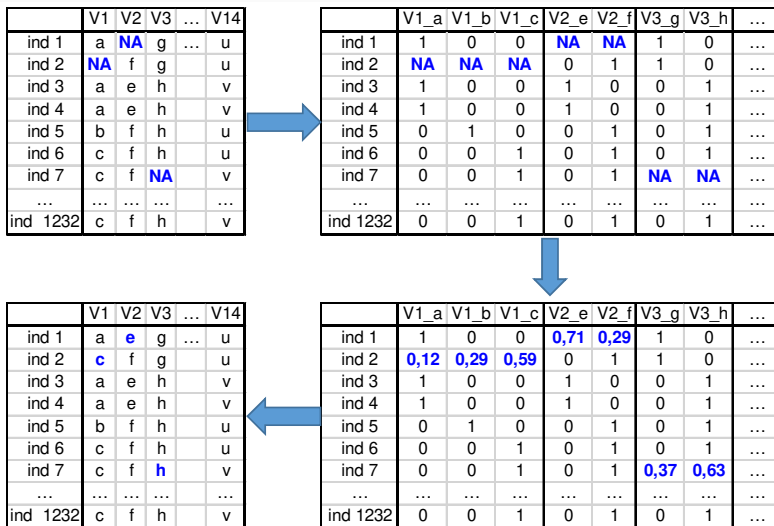 V1 V2 V3 … V14
ind 1 a NA g … u
ind 2 NA f g u
ind 3 a e h v
ind 4 a e h v
ind 5 b f h u
ind 6 c f h u
ind 7 c f NA v
… … … … …
ind 1232 c f h v
V1_a V1_b V1_c V2_e V2_f V3_g V3_h …
ind 1 1 0 0 NA NA 1 0 …
ind 2 NA NA NA 0 1 1 0 …
ind 3 1 0 0 1 0 0 1 …
ind 4 1 0 0 1 0 0 1 …
ind 5 0 1 0 0 1 0 1 …
ind 6 0 0 1 0 1 0 1 …
ind 7 0 0 1 0 1 NA NA …
… … … … … … … … …
ind 1232 0 0 1 0 1 0 1 …
V1 V2 V3 … V14
ind 1 a e g … u
ind 2 c f g u
ind 3 a e h v
ind 4 a e h v
ind 5 b f h u
ind 6 c f h u
ind 7 c f h v
… … … … …
ind 1232 c f h v
V1_a V1_b V1_c V2_e V2_f V3_g V3_h …
ind 1 1 0 0 0,71 0,29 1 0 …
ind 2 0,12 0,29 0,59 0 1 1 0 …
ind 3 1 0 0 1 0 0 1 …
ind 4 1 0 0 1 0 0 1 …
ind 5 0 1 0 0 1 0 1 …
ind 6 0 0 1 0 1 0 1 …
ind 7 0 0 1 0 1 0,37 0,63 …
… … … … … … … … …
ind 1232 0 0 1 0 1 0 1 …